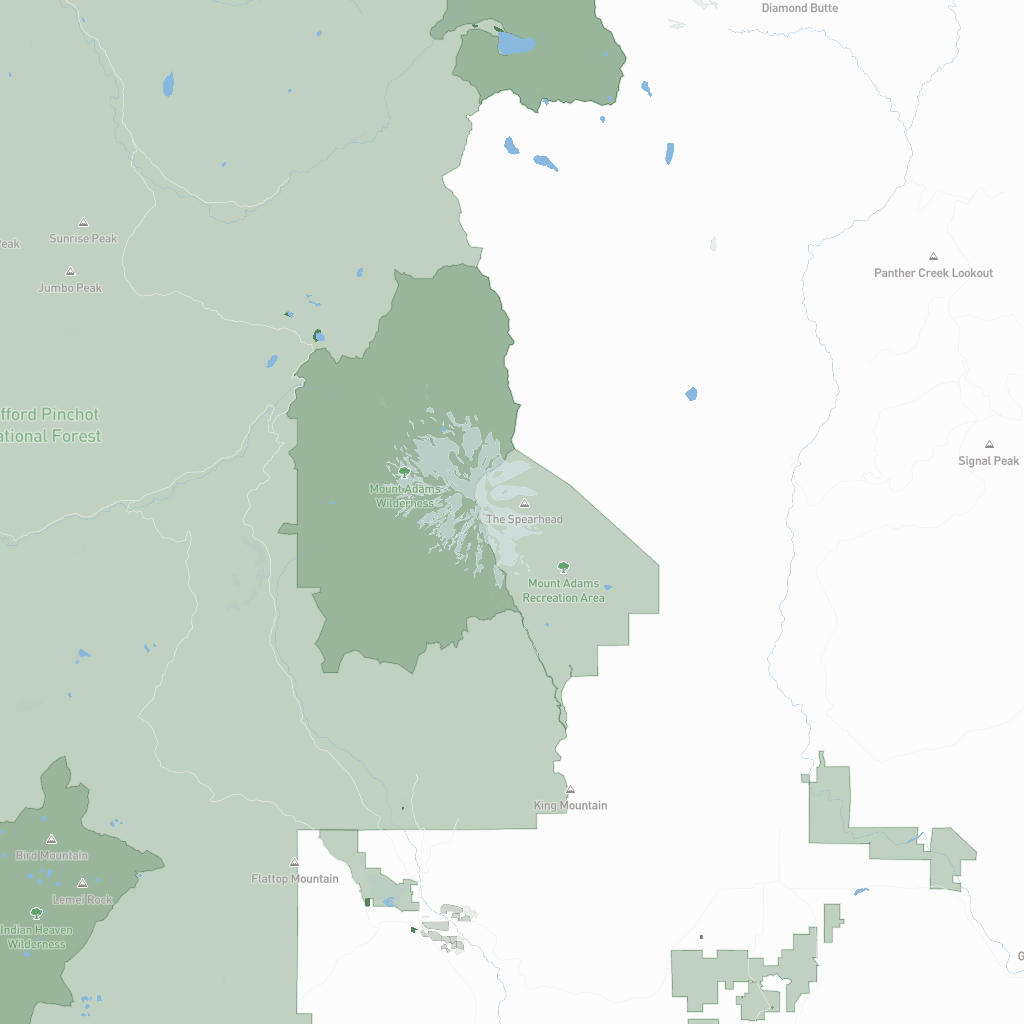 Diamond Butte
Sunrise Peak
Peak
Jumbo Peak
Panther Creek Lookout
fford Pinchot
ational Forest
Signal Peak
Mount Adams
Wilderness
The Spearhead
Mount Adams
Recreation Area
King Mountain
Bird Mountain
Flattop Mountain
Lemei Rock
Indian Heaven
Wilderness
G